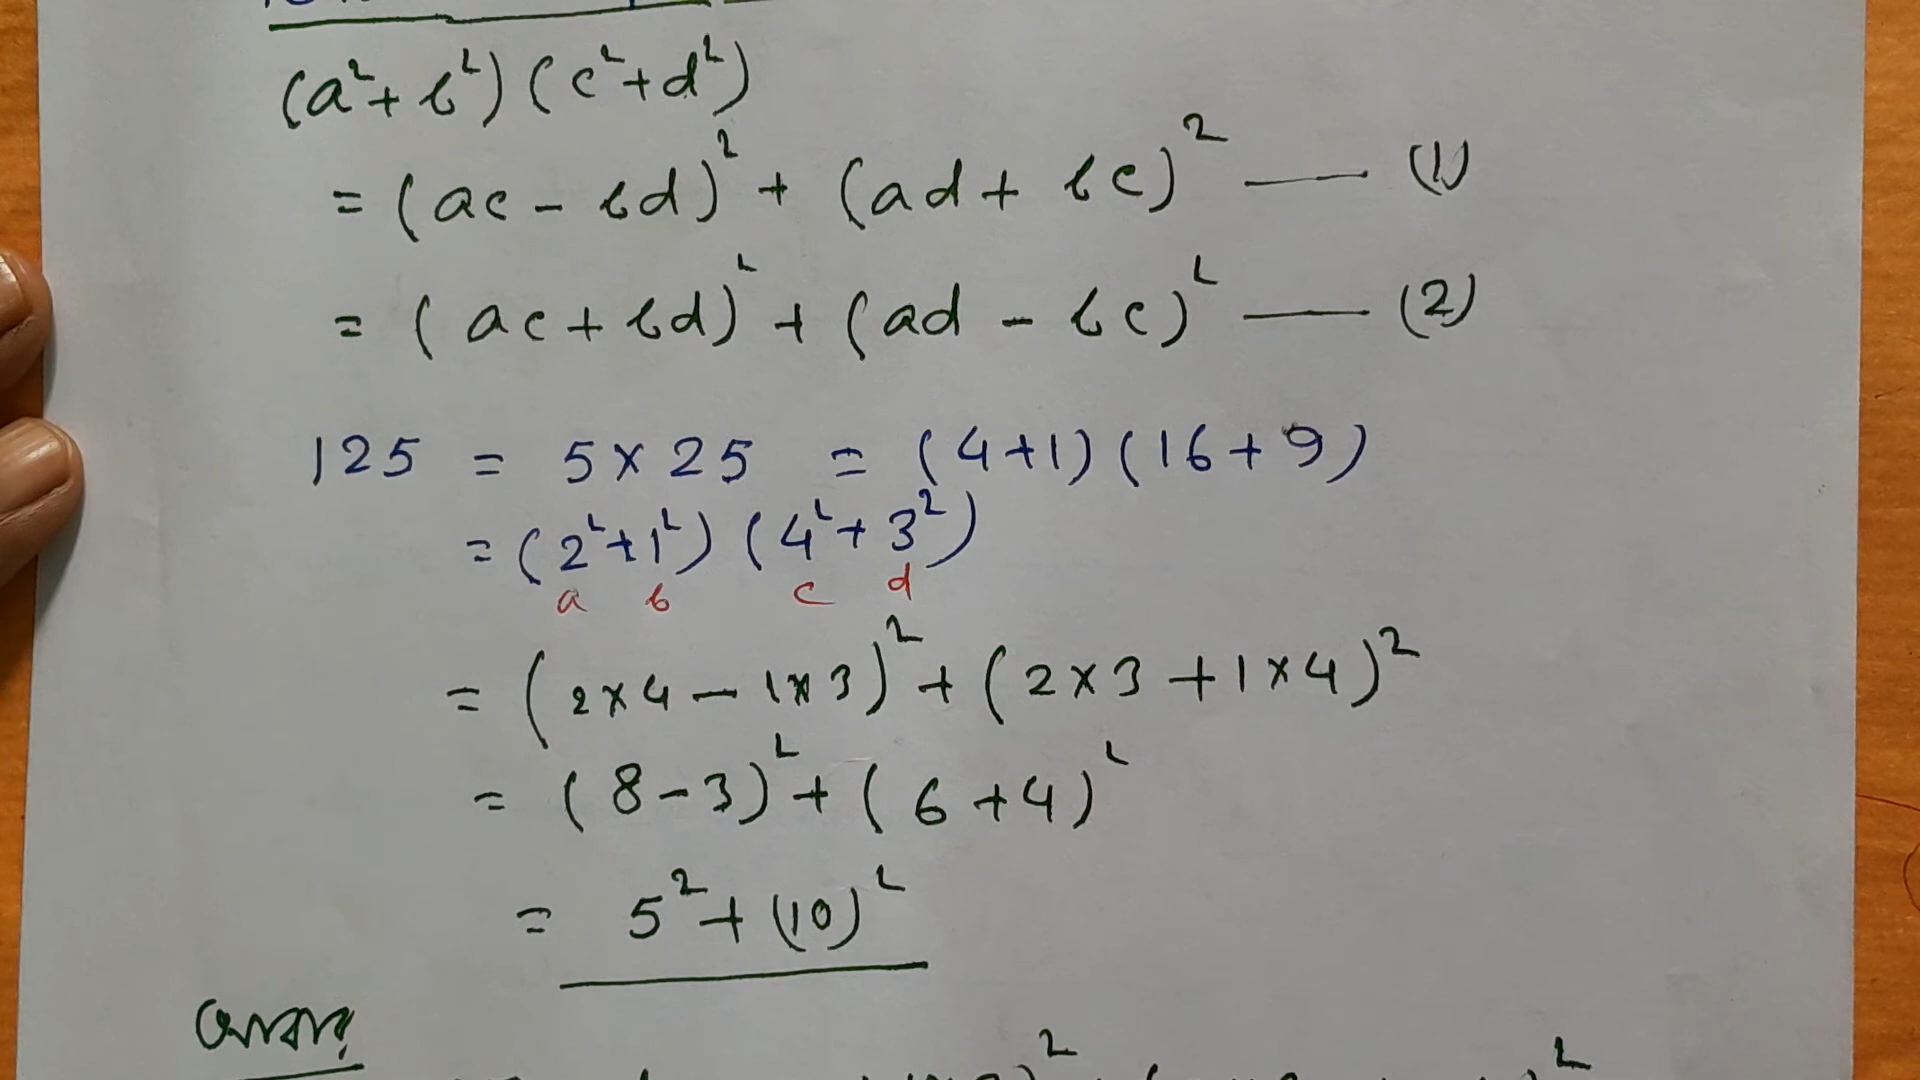 (a²+b²)(c²+d²)
= (ac - bd)² + (ad + bc)² — (1)
= (ac + bd)² + (ad - bc)² — (2)
125 = 5×25 = (4+1)(16+9)
= (2²+1²)(4²+3²)
a b c d
= (2×4 - 1×3)² + (2×3 + 1×4)²
= (8-3)² + (6+4)²
= 5² + (10)²
আবার,